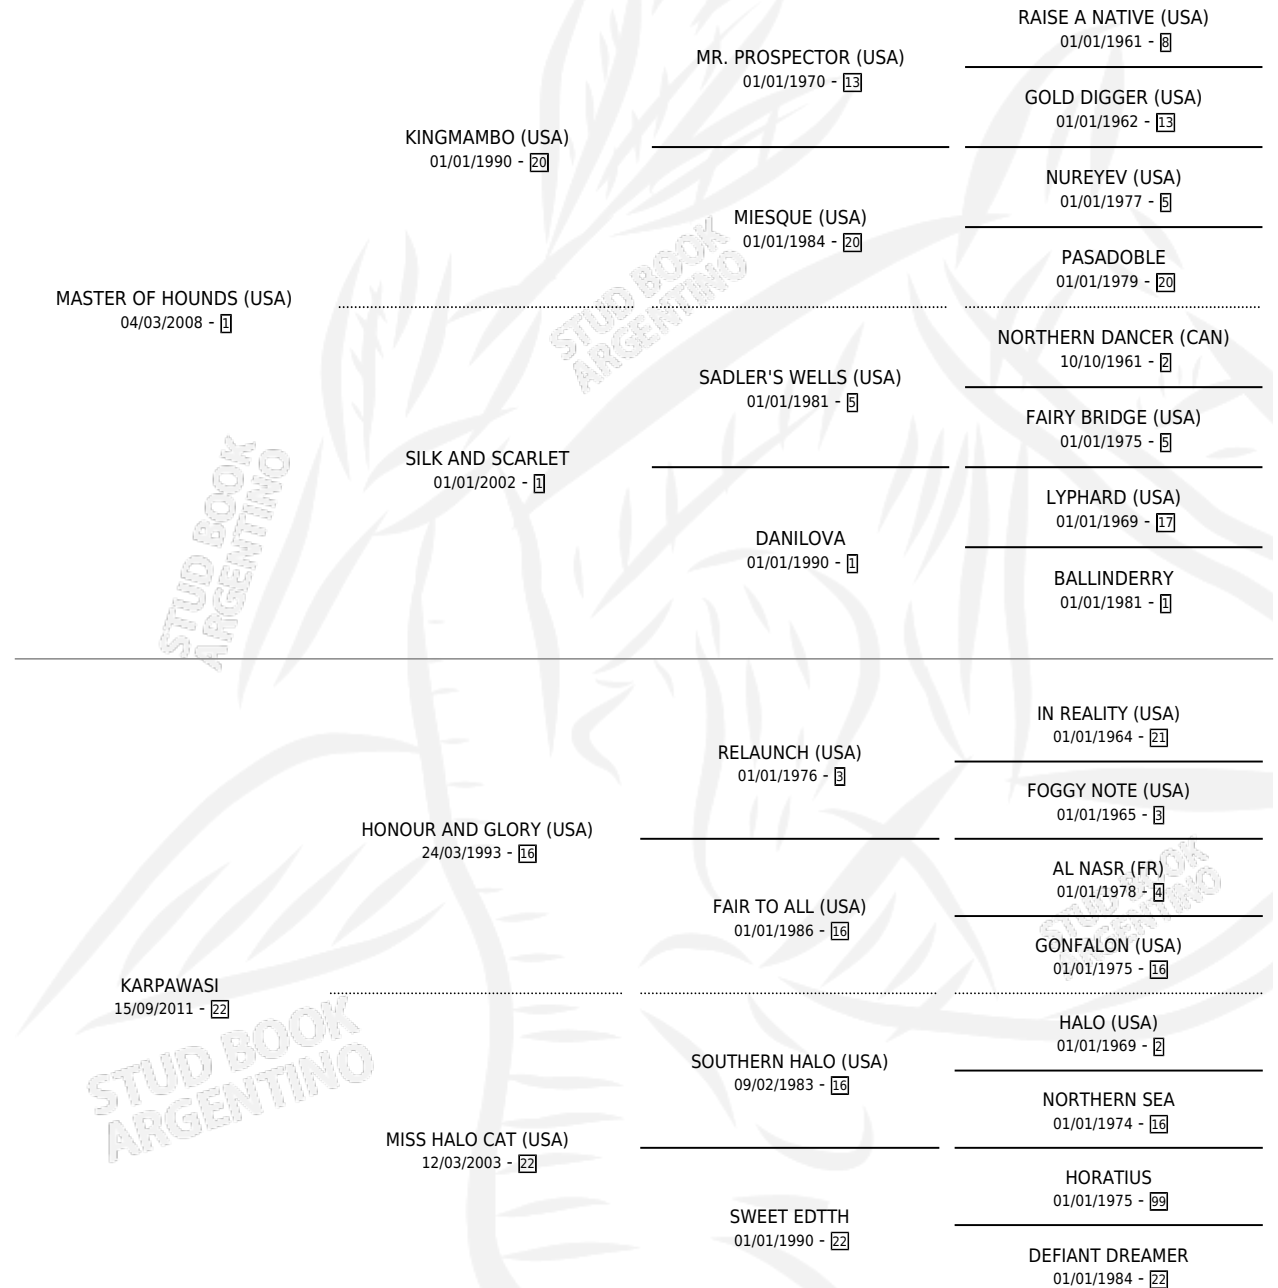 RAISE A NATIVE (USA)
01/01/1961 - 8
MR. PROSPECTOR (USA)
01/01/1970 - 13
GOLD DIGGER (USA)
01/01/1962 - 13
KINGMAMBO (USA)
01/01/1990 - 20
NUREYEV (USA)
01/01/1977 - 5
MIESQUE (USA)
01/01/1984 - 20
PASADOBLE
01/01/1979 - 20
MASTER OF HOUNDS (USA)
04/03/2008 - 1
NORTHERN DANCER (CAN)
10/10/1961 - 2
SADLER'S WELLS (USA)
01/01/1981 - 5
FAIRY BRIDGE (USA)
01/01/1975 - 5
SILK AND SCARLET
01/01/2002 - 1
LYPHARD (USA)
01/01/1969 - 17
DANILOVA
01/01/1990 - 1
BALLINDERRY
01/01/1981 - 1
STUD BOOK
ARGENTINO
STUD BOOK
ARGENTINO
IN REALITY (USA)
01/01/1964 - 21
RELAUNCH (USA)
01/01/1976 - 3
FOGGY NOTE (USA)
01/01/1965 - 3
HONOUR AND GLORY (USA)
24/03/1993 - 16
AL NASR (FR)
01/01/1978 - 4
FAIR TO ALL (USA)
01/01/1986 - 16
GONFALON (USA)
01/01/1975 - 16
KARPAWASI
15/09/2011 - 22
HALO (USA)
01/01/1969 - 2
SOUTHERN HALO (USA)
09/02/1983 - 16
NORTHERN SEA
01/01/1974 - 16
MISS HALO CAT (USA)
12/03/2003 - 22
HORATIUS
01/01/1975 - 99
SWEET EDTTH
01/01/1990 - 22
DEFIANT DREAMER
01/01/1984 - 22
STUD BOOK
ARGENTINO
STUD BOOK
ARGENTINO